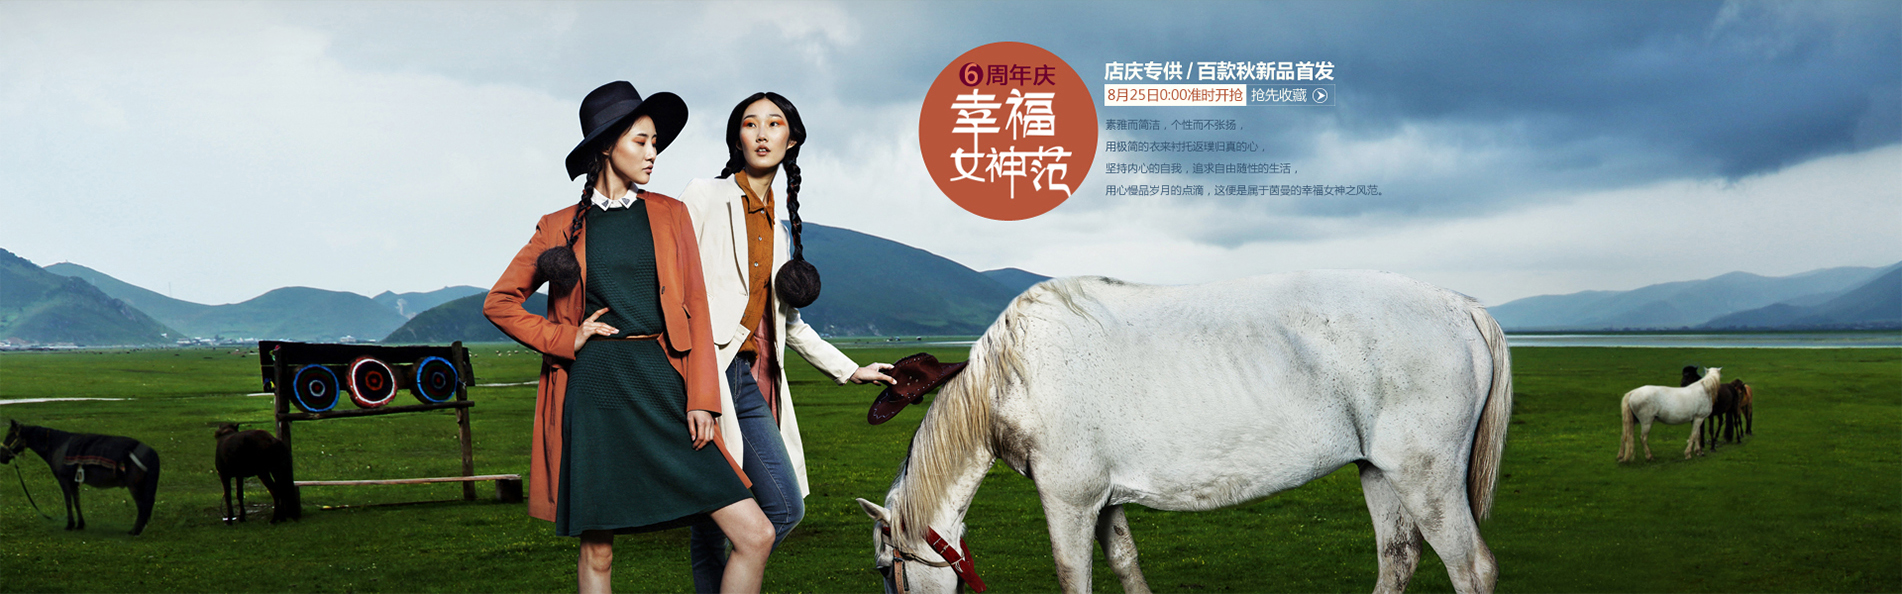 6周年庆
幸福
女神范
店庆专供 / 百款秋新品首发
8月25日0:00准时开抢 抢先收藏
素雅而简洁，个性而不张扬，
用极简的衣来衬托返璞归真的心，
坚持内心的自我，追求自由随性的生活，
用心慢品岁月的点滴，这便是属于茵曼的幸福女神之风范。